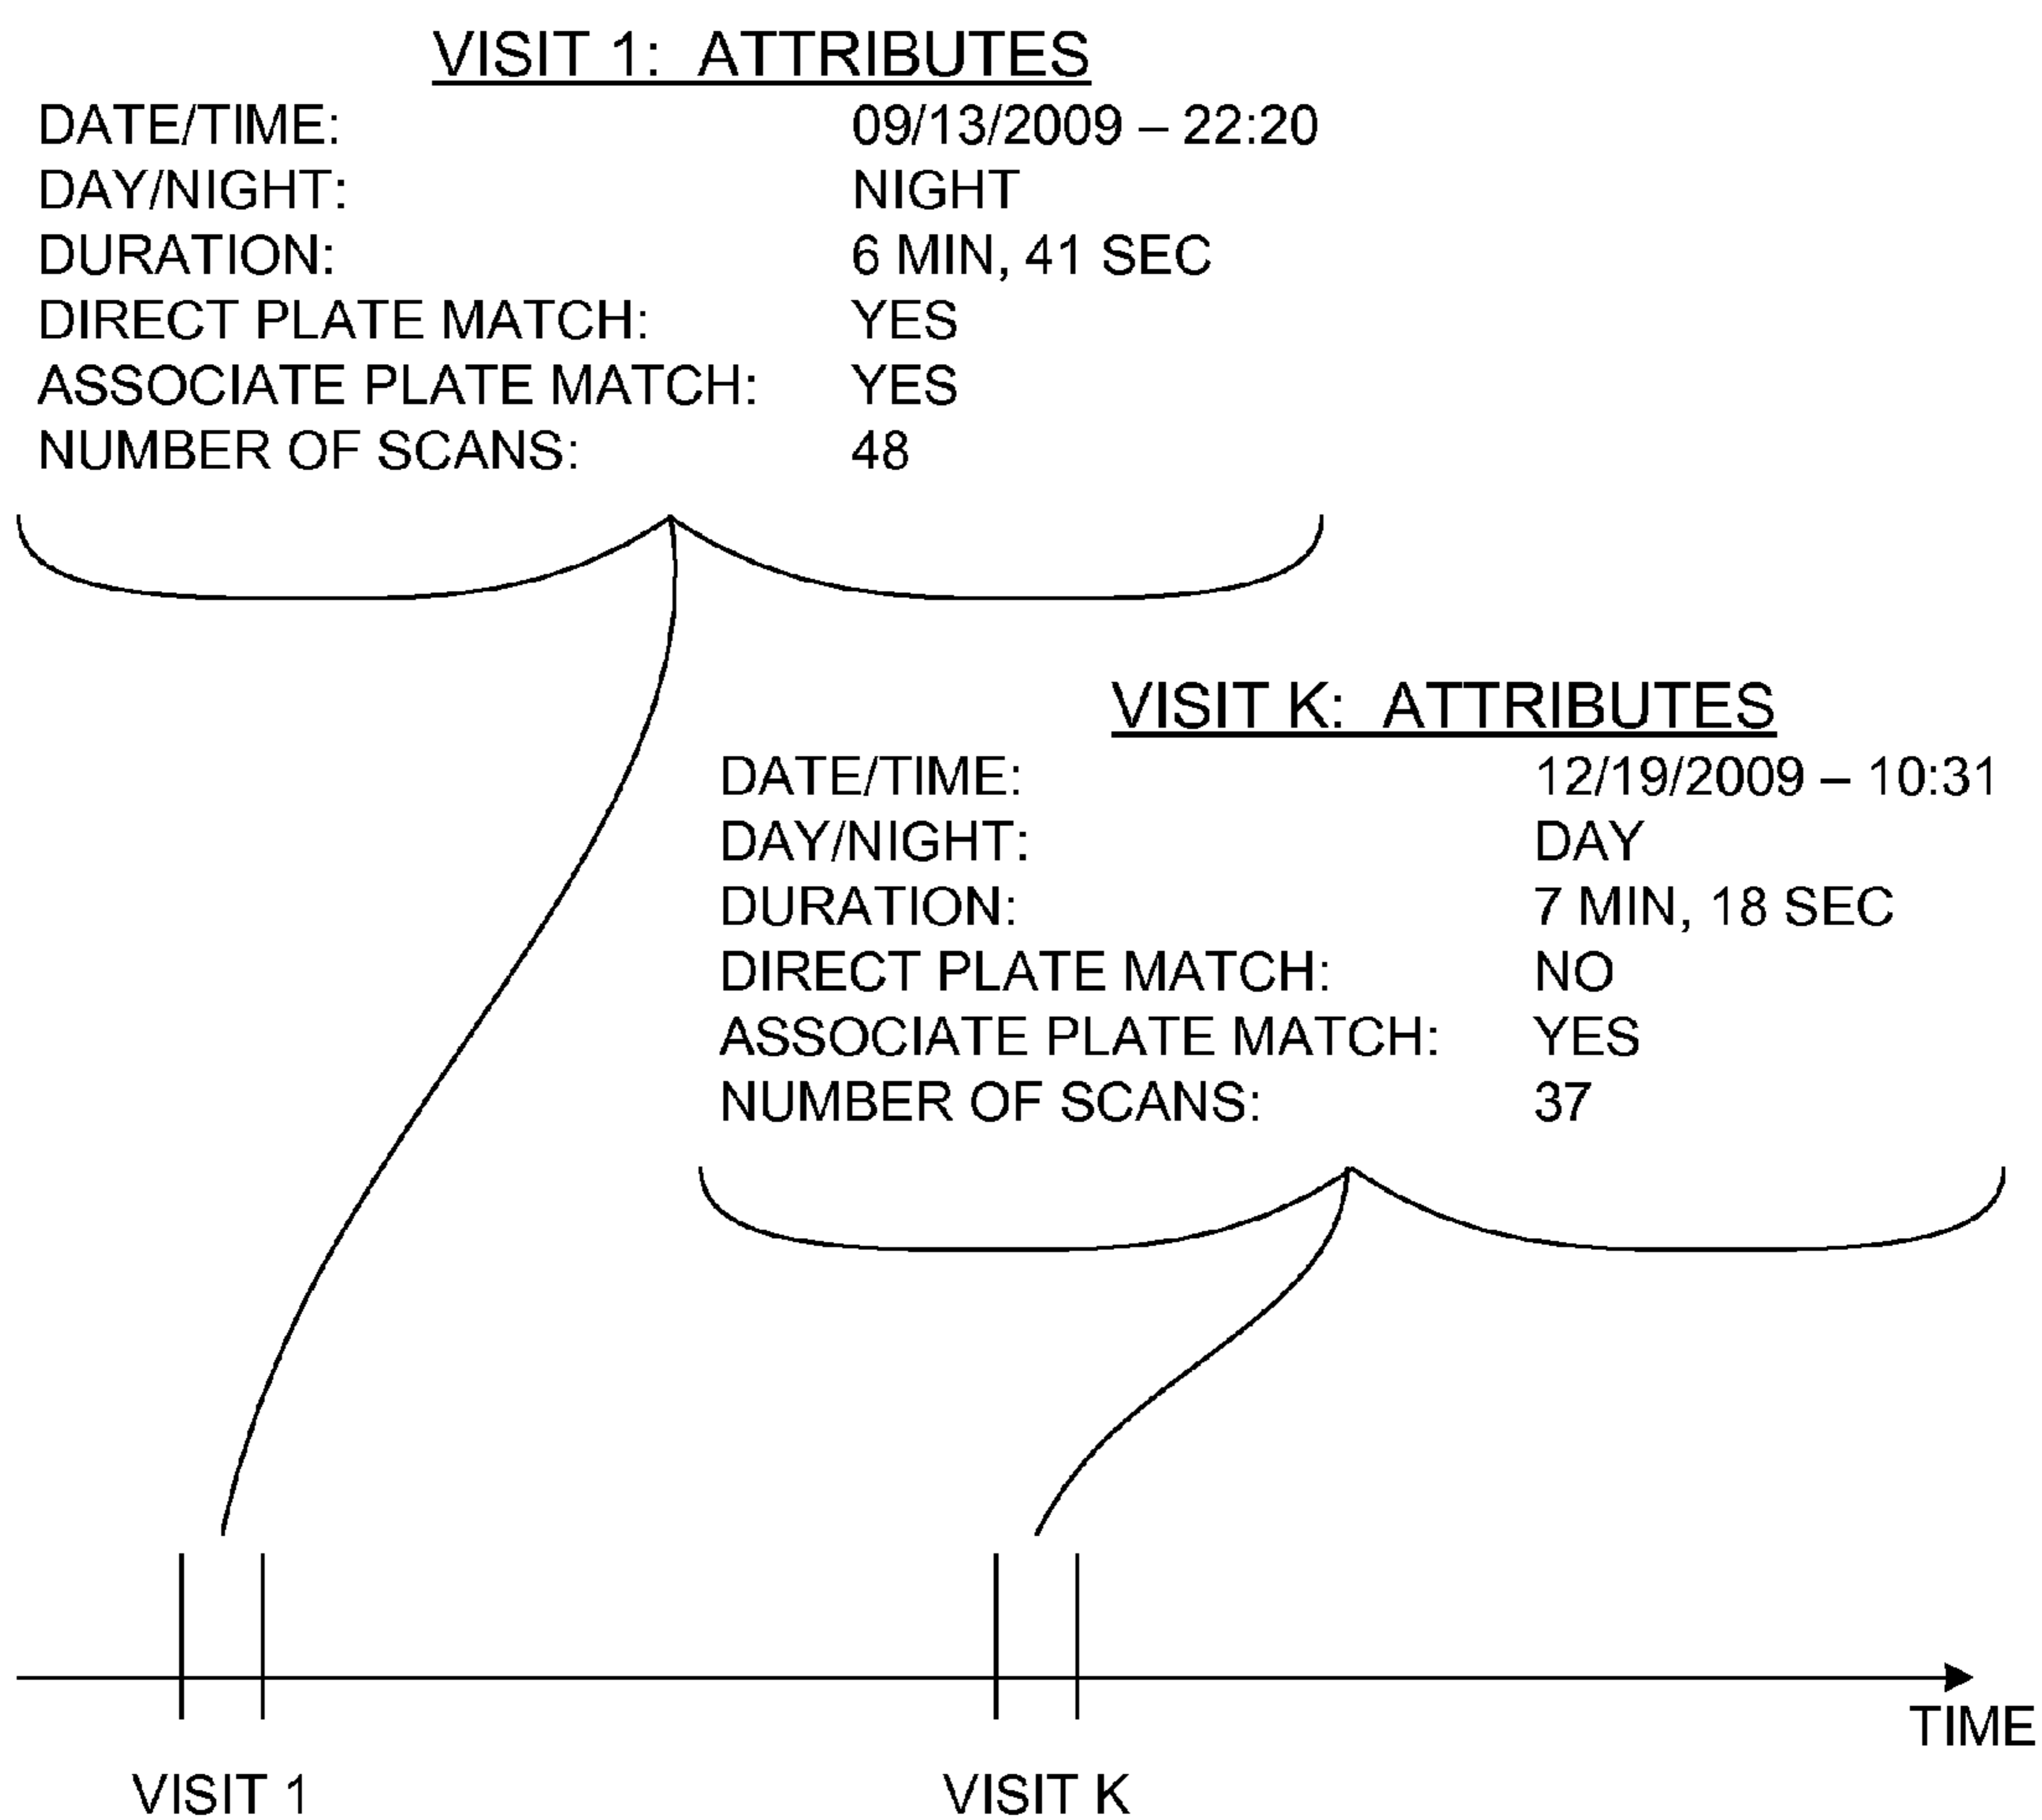 VISIT 1: ATTRIBUTES
DATE/TIME: 09/13/2009 – 22:20
DAY/NIGHT: NIGHT
DURATION: 6 MIN, 41 SEC
DIRECT PLATE MATCH: YES
ASSOCIATE PLATE MATCH: YES
NUMBER OF SCANS: 48
VISIT K: ATTRIBUTES
DATE/TIME: 12/19/2009 – 10:31
DAY/NIGHT: DAY
DURATION: 7 MIN, 18 SEC
DIRECT PLATE MATCH: NO
ASSOCIATE PLATE MATCH: YES
NUMBER OF SCANS: 37
TIME
VISIT 1 VISIT K